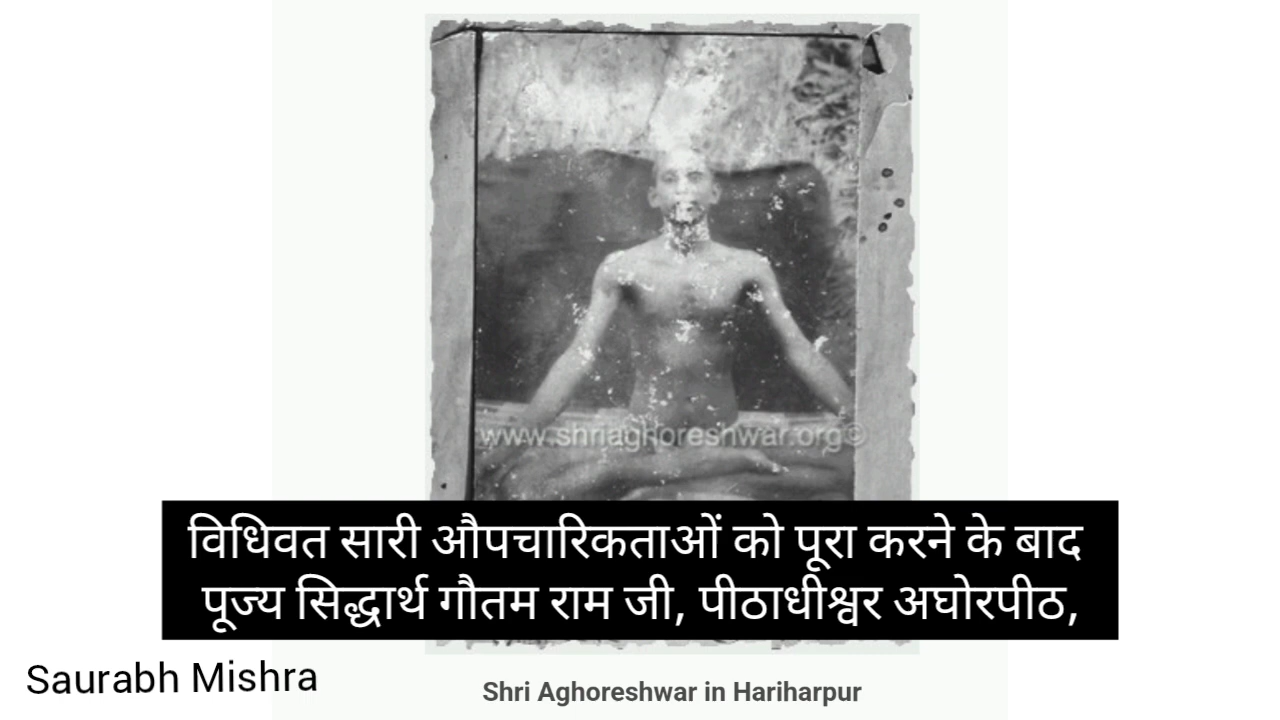 www.shriaghoreshwar.org©
विधिवत सारी औपचारिकताओं को पूरा करने के बाद
पूज्य सिद्धार्थ गौतम राम जी, पीठाधीश्वर अघोरपीठ,
Saurabh Mishra
Shri Aghoreshwar in Hariharpur